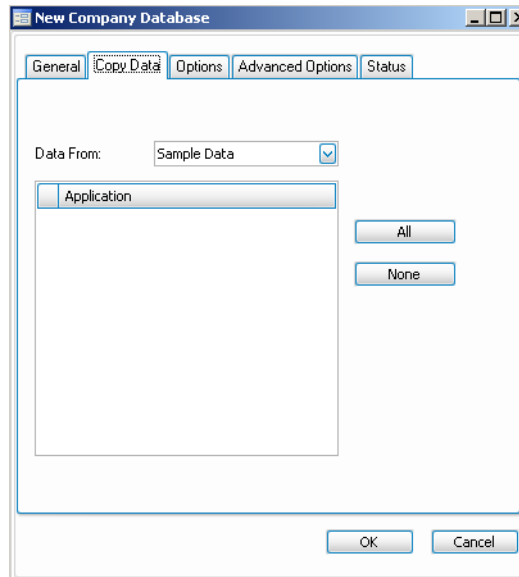 New Company Database
General Copy Data Options Advanced Options Status
Data From: Sample Data
Application
All
None
OK Cancel